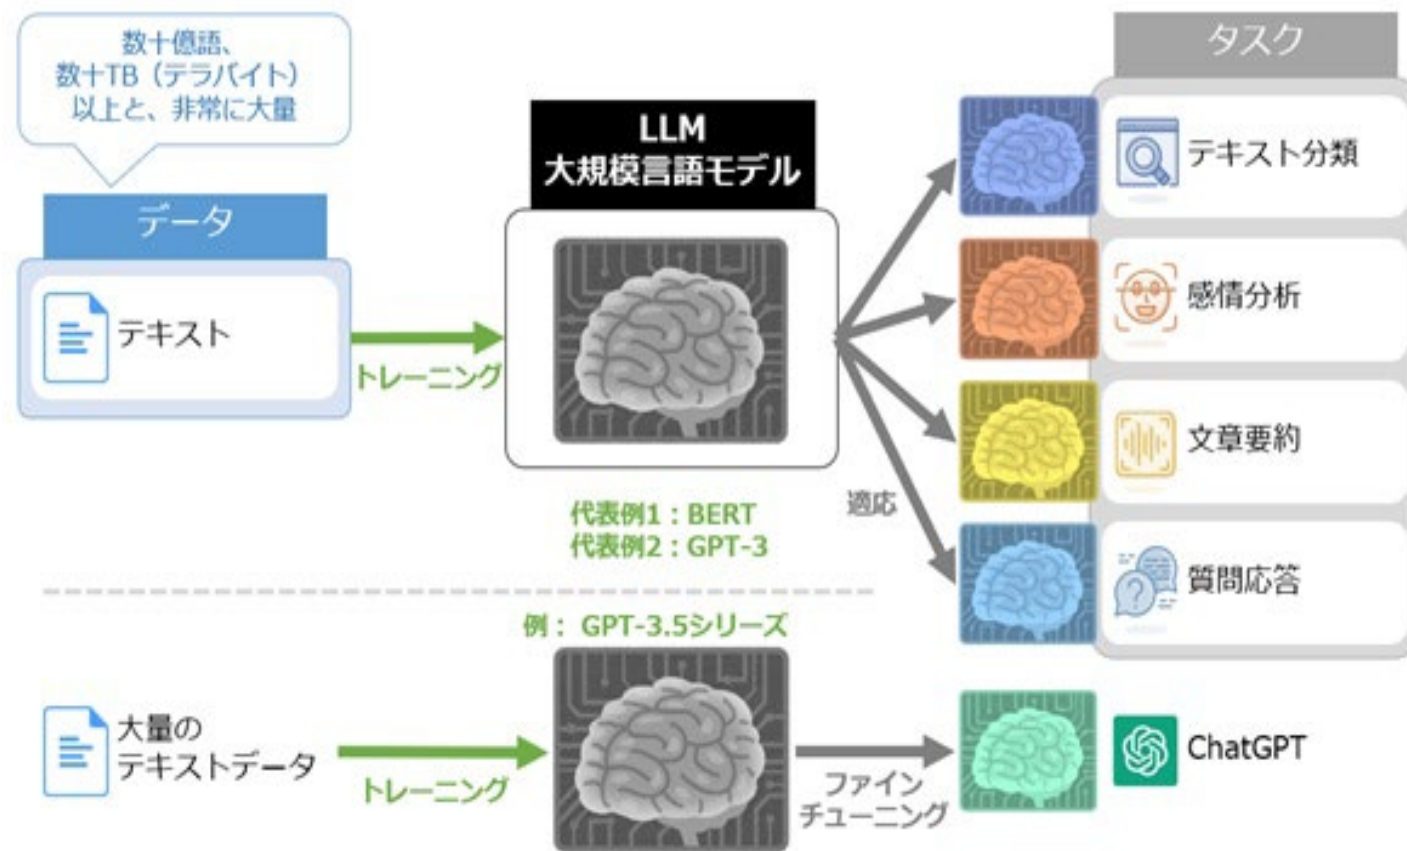 数十億語、
数十TB（テラバイト）
以上と、非常に大量
データ
テキスト
トレーニング
LLM
大規模言語モデル
代表例1：BERT
代表例2：GPT-3
適応
タスク
テキスト分類
感情分析
文章要約
質問応答
例： GPT-3.5シリーズ
大量の
テキストデータ
トレーニング
ファイン
チューニング
ChatGPT